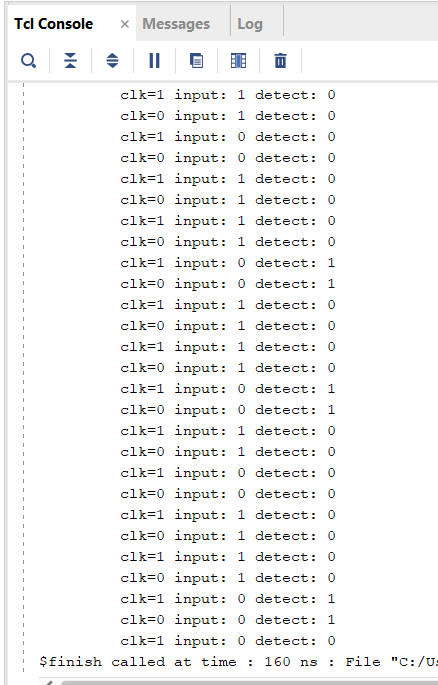 Tcl Console × Messages Log
clk=1 input: 1 detect: 0
clk=0 input: 1 detect: 0
clk=1 input: 0 detect: 0
clk=0 input: 0 detect: 0
clk=1 input: 1 detect: 0
clk=0 input: 1 detect: 0
clk=1 input: 1 detect: 0
clk=0 input: 1 detect: 0
clk=1 input: 0 detect: 1
clk=0 input: 0 detect: 1
clk=1 input: 1 detect: 0
clk=0 input: 1 detect: 0
clk=1 input: 1 detect: 0
clk=0 input: 1 detect: 0
clk=1 input: 0 detect: 1
clk=0 input: 0 detect: 1
clk=1 input: 1 detect: 0
clk=0 input: 1 detect: 0
clk=1 input: 0 detect: 0
clk=0 input: 0 detect: 0
clk=1 input: 1 detect: 0
clk=0 input: 1 detect: 0
clk=1 input: 1 detect: 0
clk=0 input: 1 detect: 0
clk=1 input: 0 detect: 1
clk=0 input: 0 detect: 1
clk=1 input: 0 detect: 0
$finish called at time : 160 ns : File "C:/Us